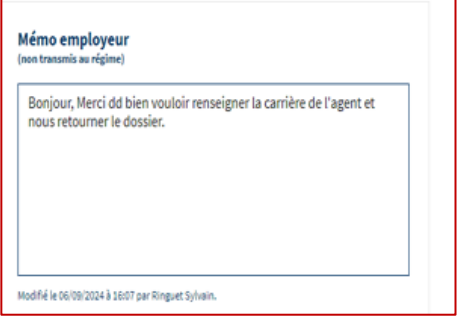 Mémo employeur
(non transmis au régime)
Bonjour, Merci dd bien vouloir renseigner la carrière de l'agent et
nous retourner le dossier.
Modifié le 06/09/2024 à 16:07 par Ringuet Sylvain.